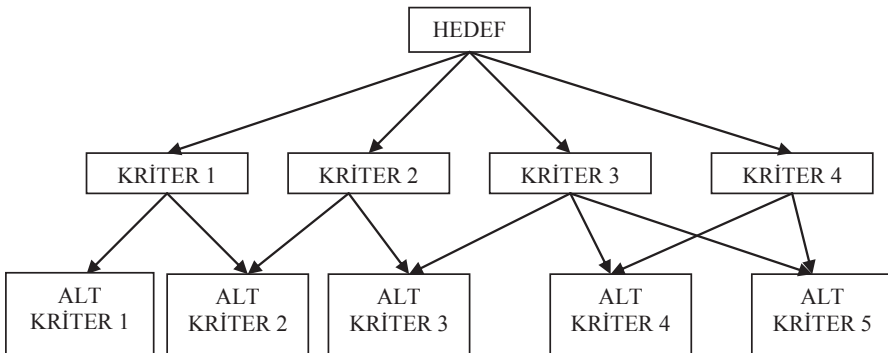 HEDEF
KRİTER 1
KRİTER 2
KRİTER 3
KRİTER 4
ALT
KRİTER 1
ALT
KRİTER 2
ALT
KRİTER 3
ALT
KRİTER 4
ALT
KRİTER 5